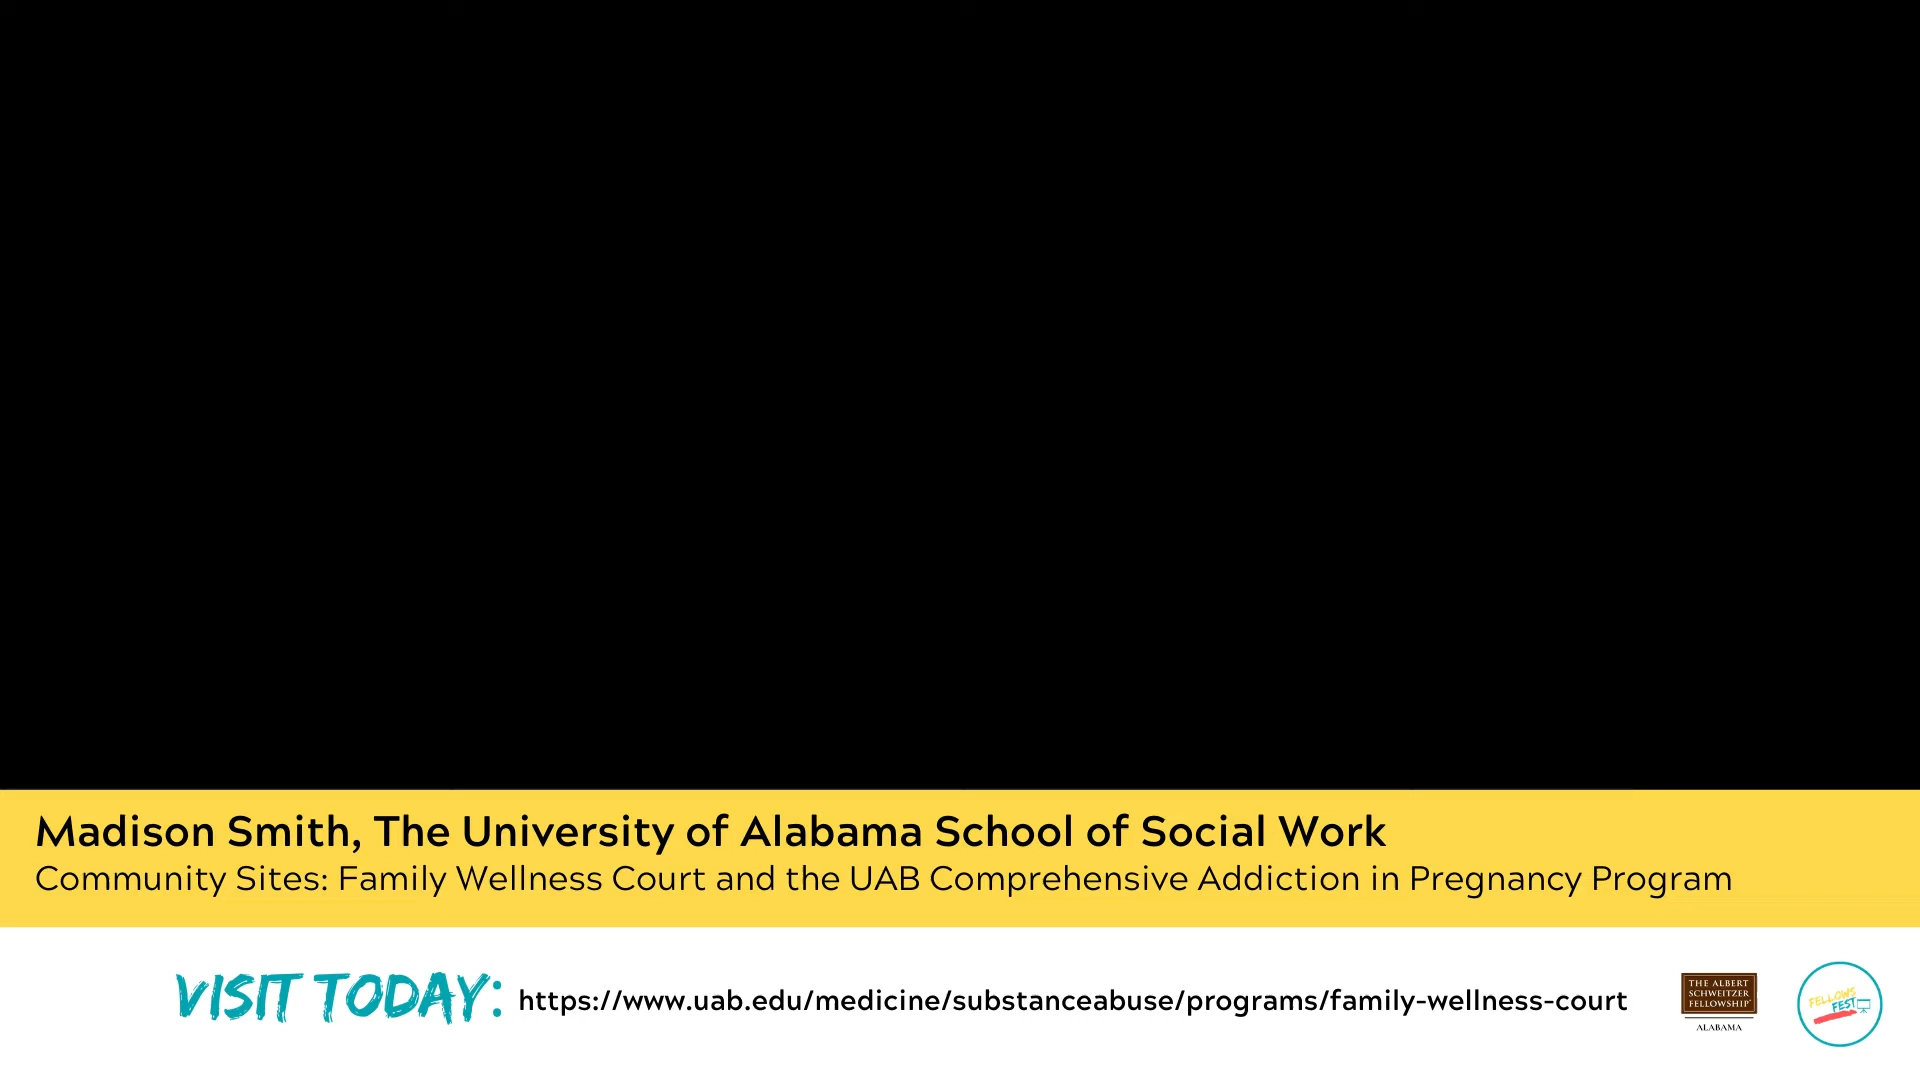 Madison Smith, The University of Alabama School of Social Work
Community Sites: Family Wellness Court and the UAB Comprehensive Addiction in Pregnancy Program
VISIT TODAY: https://www.uab.edu/medicine/substanceabuse/programs/family-wellness-court
THE ALBERT
SCHWEITZER
FELLOWSHIP
ALABAMA
FELLOWS
FEST